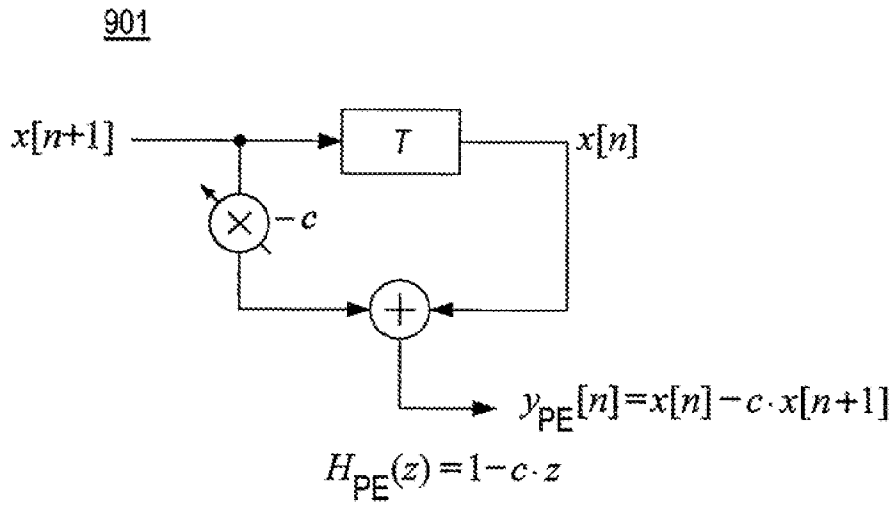 901
x[n+1] T x[n]
× −c
+
y_PE[n]=x[n]−c·x[n+1]
H_PE(z)=1−c·z